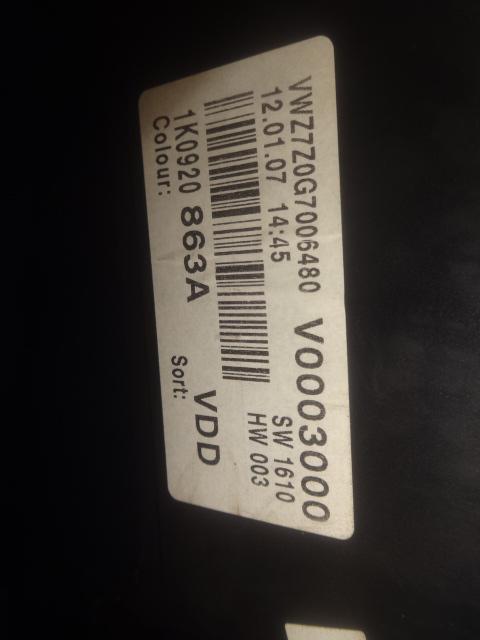 VWZ7Z0G7006480 V0003000
12.01.07 14:45 SW 1610
HW 003
1K0920 863A VDD
Colour: Sort: